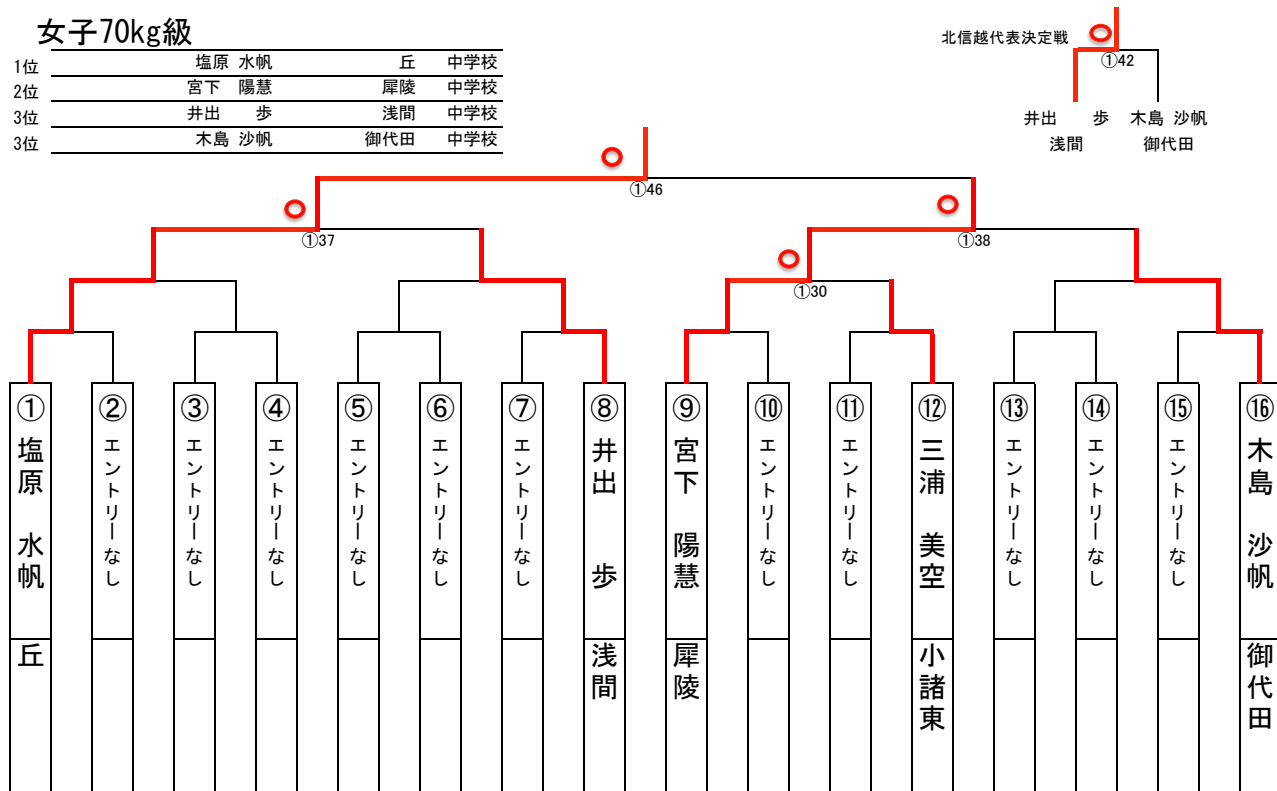 女子70kg級
1位 塩原 水帆 丘 中学校
2位 宮下 陽慧 犀陵 中学校
3位 井出 歩 浅間 中学校
3位 木島 沙帆 御代田 中学校
北信越代表決定戦
①42
井出 歩 木島 沙帆
浅間 御代田
①46
①37 ①38
①30
① 塩原 水帆 丘
② エントリーなし
③ エントリーなし
④ エントリーなし
⑤ エントリーなし
⑥ エントリーなし
⑦ エントリーなし
⑧ 井出 歩 浅間
⑨ 宮下 陽慧 犀陵
⑩ エントリーなし
⑪ エントリーなし
⑫ 三浦 美空 小諸東
⑬ エントリーなし
⑭ エントリーなし
⑮ エントリーなし
⑯ 木島 沙帆 御代田